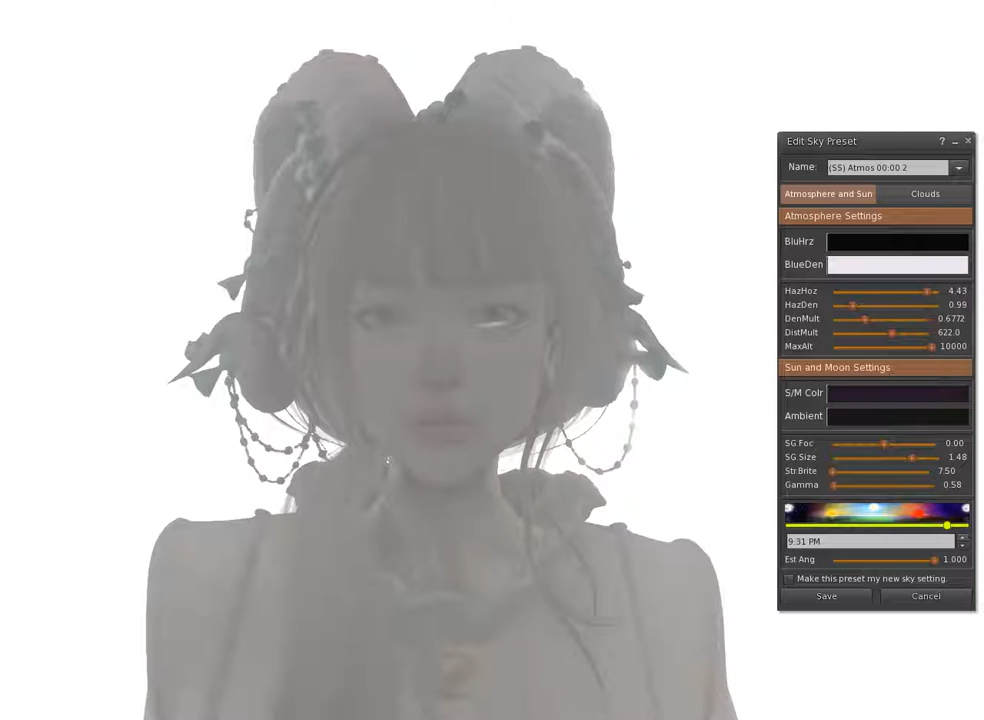 Edit Sky Preset ? _ ×
Name: (SS) Atmos 00:00 2
Atmosphere and Sun Clouds
Atmosphere Settings
BluHrz
BlueDen
HazHoz 4.43
HazDen 0.99
DenMult 0.6772
DistMult 622.0
MaxAlt 10000
Sun and Moon Settings
S/M Colr
Ambient
SG.Foc 0.00
SG.Size 1.48
Str.Brite 7.50
Gamma 0.58
9:31 PM
Est Ang 1.000
Make this preset my new sky setting.
Save Cancel